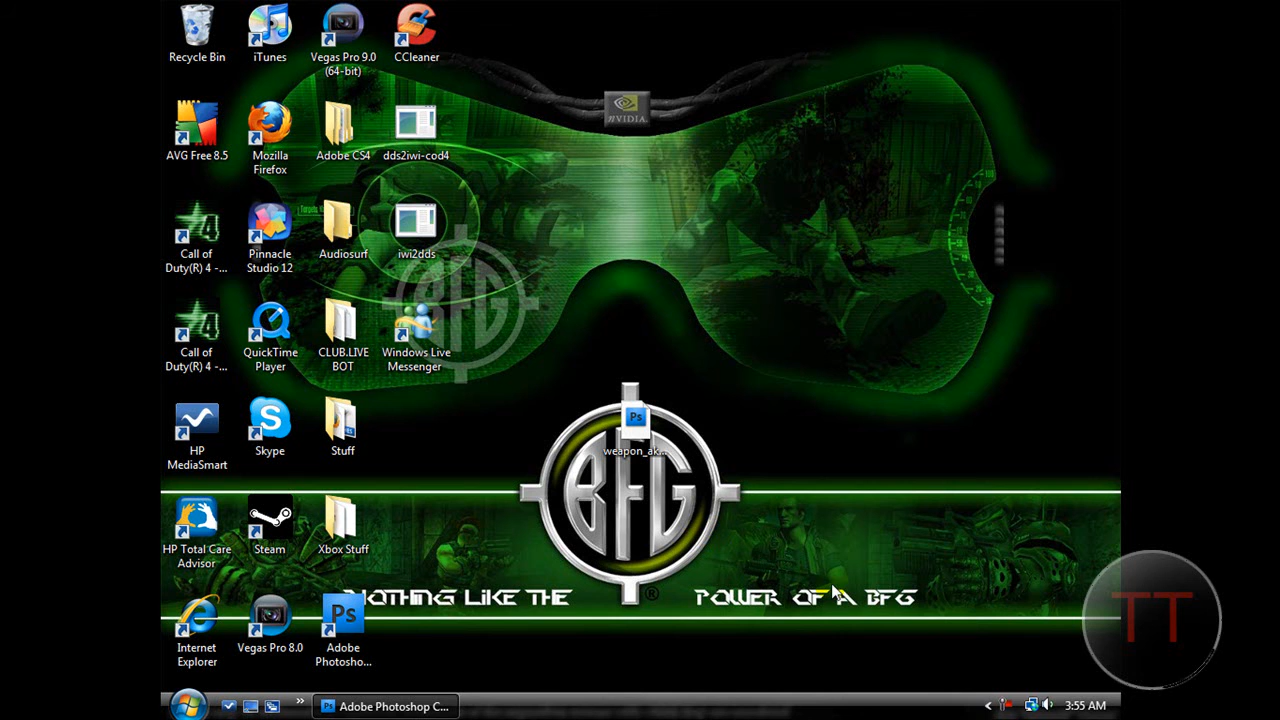 Recycle Bin
iTunes
Vegas Pro 9.0
(64-bit)
CCleaner
nVIDIA.
AVG Free 8.5
Mozilla
Firefox
Adobe CS4
dds2iwi-cod4
Call of
Duty(R) 4 -...
Pinnacle
Studio 12
Audiosurf
iwi2dds
BFG
Call of
Duty(R) 4 -...
QuickTime
Player
CLUB.LIVE
BOT
Windows Live
Messenger
HP
MediaSmart
Skype
Stuff
Ps
weapon_ak...
BFG
HP Total Care
Advisor
Steam
Xbox Stuff
NOTHING LIKE THE ® POWER OF A BFG
TT
Internet
Explorer
Vegas Pro 8.0
Ps
Adobe
Photosho...
Ps Adobe Photoshop C...
3:55 AM